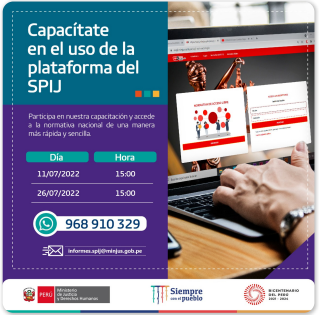 Capacítate
en el uso de la
plataforma del
SPIJ
Participa en nuestra capacitación y accede
a la normativa nacional de una manera
más rápida y sencilla.
Día Hora
11/07/2022 15:00
26/07/2022 15:00
968 910 329
informes.spij@minjus.gob.pe
PERÚ Ministerio
de Justicia
y Derechos Humanos
Siempre
con el pueblo
BICENTENARIO
DEL PERÚ
2021 - 2024